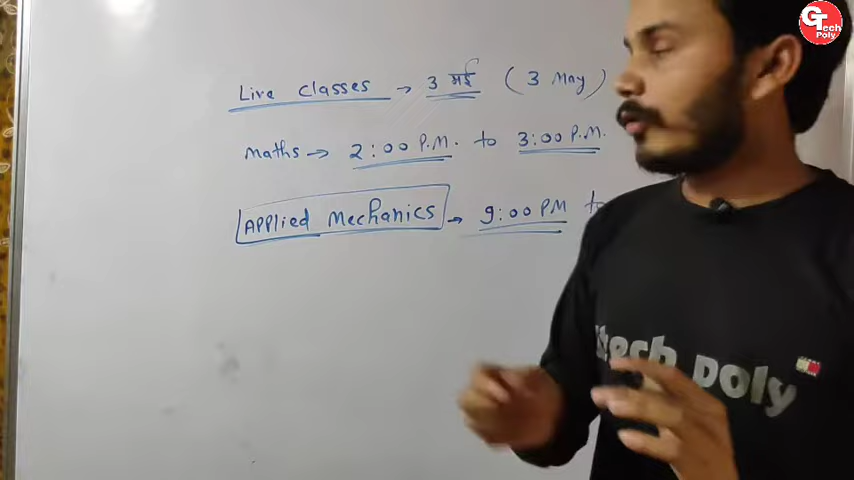 GTech Poly
Live classes → 3 मई (3 May)
maths → 2:00 P.M. to 3:00 P.M.
Applied Mechanics → 9:00 PM to
Gtech poly